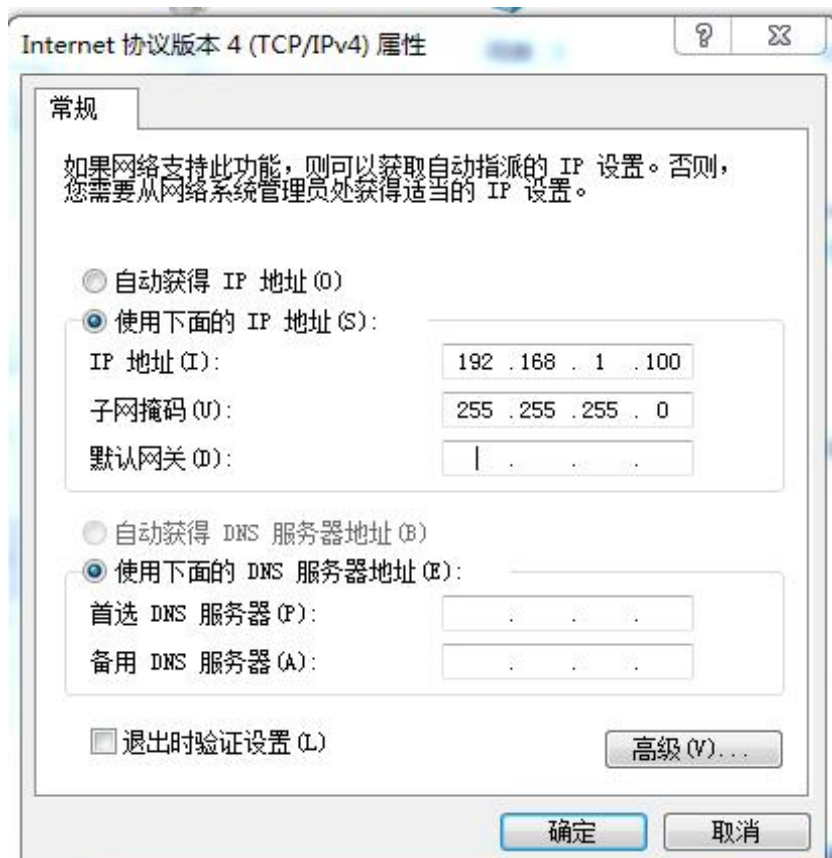 Internet 协议版本 4 (TCP/IPv4) 属性
常规
如果网络支持此功能，则可以获取自动指派的 IP 设置。否则，
您需要从网络系统管理员处获得适当的 IP 设置。
自动获得 IP 地址(O)
使用下面的 IP 地址(S):
IP 地址(I): 192 .168 . 1 .100
子网掩码(U): 255 .255 .255 . 0
默认网关(D): . . .
自动获得 DNS 服务器地址(B)
使用下面的 DNS 服务器地址(E):
首选 DNS 服务器(P): . . .
备用 DNS 服务器(A): . . .
退出时验证设置(L)
高级(V)...
确定 取消